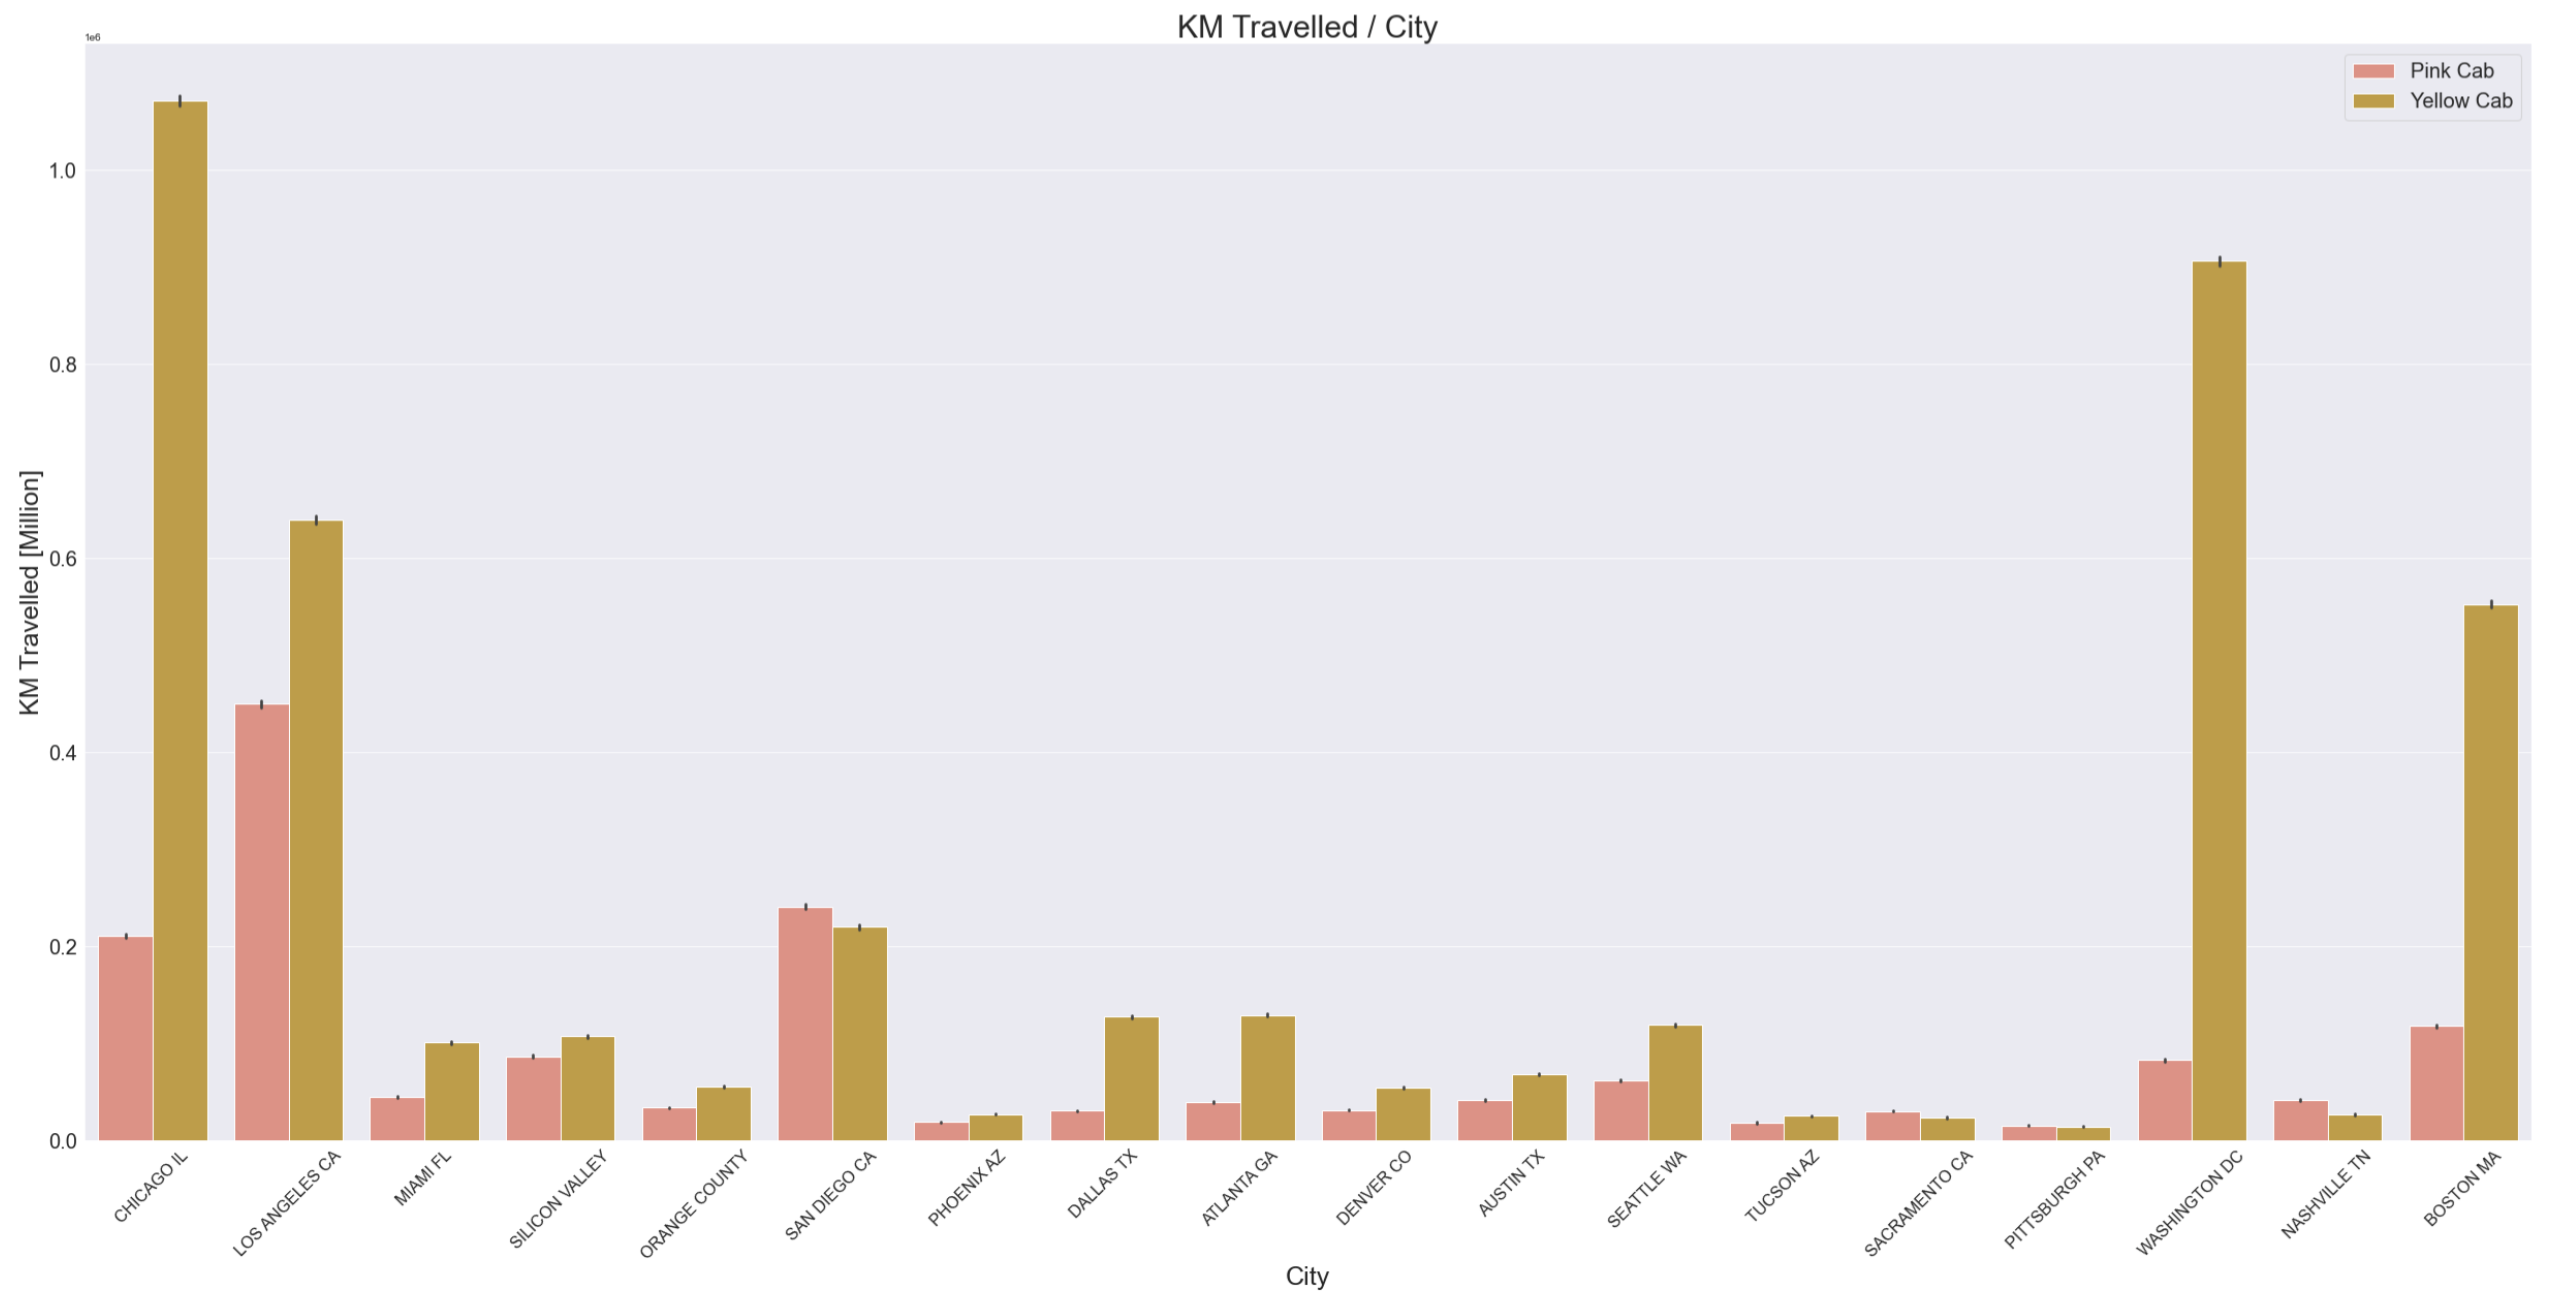 KM Travelled / City
1e6
Pink Cab
Yellow Cab
KM Travelled [Million]
1.0
0.8
0.6
0.4
0.2
0.0
CHICAGO IL
LOS ANGELES CA
MIAMI FL
SILICON VALLEY
ORANGE COUNTY
SAN DIEGO CA
PHOENIX AZ
DALLAS TX
ATLANTA GA
DENVER CO
AUSTIN TX
SEATTLE WA
TUCSON AZ
SACRAMENTO CA
PITTSBURGH PA
WASHINGTON DC
NASHVILLE TN
BOSTON MA
City